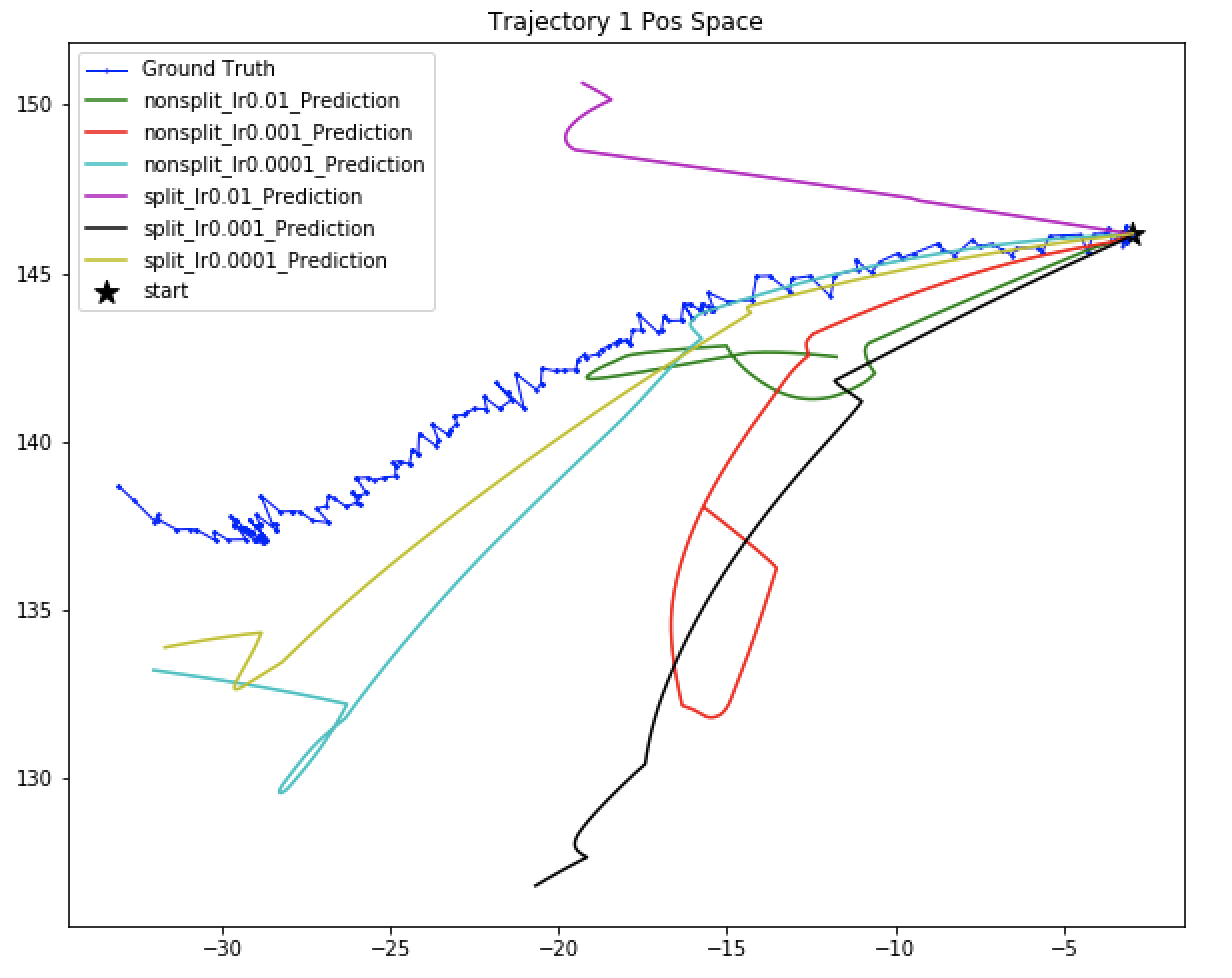 Trajectory 1 Pos Space
Ground Truth
nonsplit_lr0.01_Prediction
nonsplit_lr0.001_Prediction
nonsplit_lr0.0001_Prediction
split_lr0.01_Prediction
split_lr0.001_Prediction
split_lr0.0001_Prediction
start
150
145
140
135
130
−30 −25 −20 −15 −10 −5